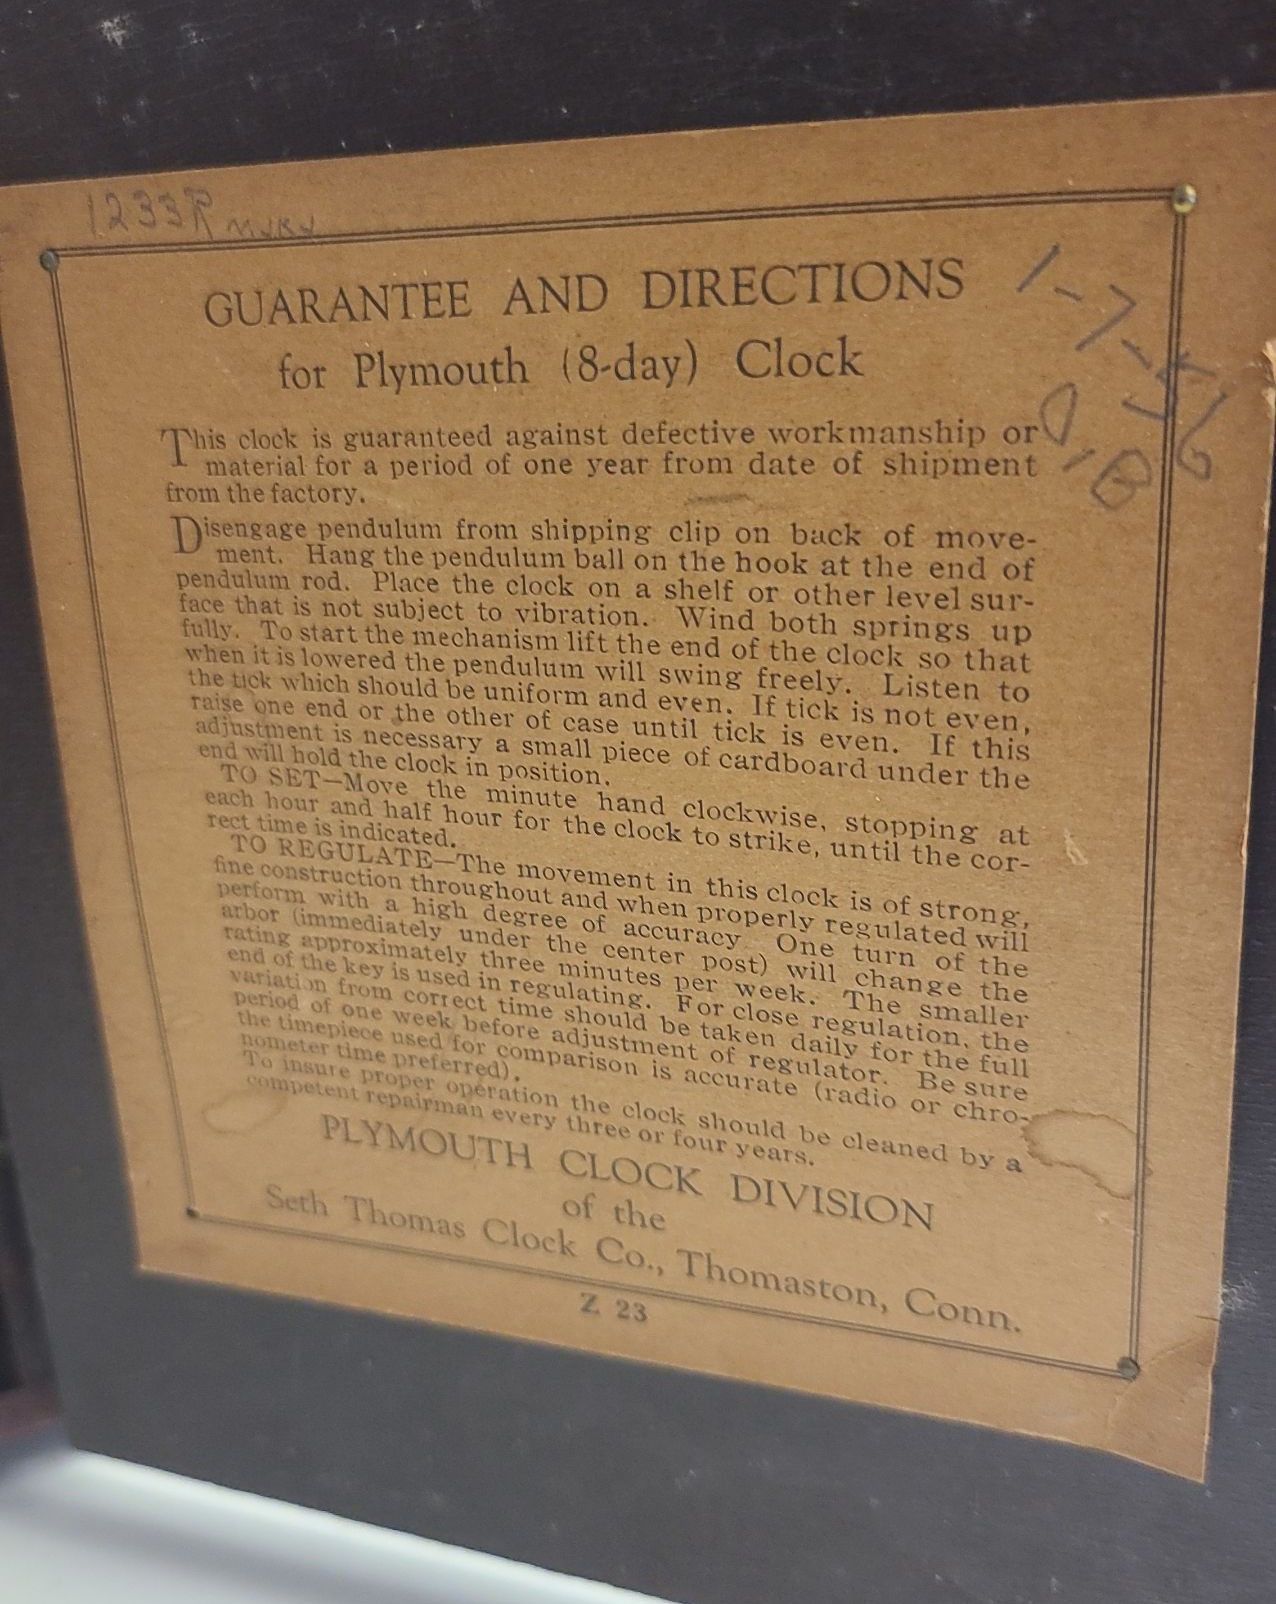 1233R
GUARANTEE AND DIRECTIONS
for Plymouth (8-day) Clock
1-7-56
This clock is guaranteed against defective workmanship or
material for a period of one year from date of shipment
from the factory.
Disengage pendulum from shipping clip on back of move-
ment. Hang the pendulum ball on the hook at the end of
pendulum rod. Place the clock on a shelf or other level sur-
face that is not subject to vibration. Wind both springs up
fully. To start the mechanism lift the end of the clock so that
when it is lowered the pendulum will swing freely. Listen to
the tick which should be uniform and even. If tick is not even,
raise one end or the other of case until tick is even. If this
adjustment is necessary a small piece of cardboard under the
end will hold the clock in position.
TO SET—Move the minute hand clockwise, stopping at
each hour and half hour for the clock to strike, until the cor-
rect time is indicated.
TO REGULATE—The movement in this clock is of strong,
fine construction throughout and when properly regulated will
perform with a high degree of accuracy One turn of the
arbor (immediately under the center post) will change the
rating approximately three minutes per week. The smaller
end of the key is used in regulating. For close regulation, the
variation from correct time should be taken daily for the full
period of one week before adjustment of regulator. Be sure
the timepiece used for comparison is accurate (radio or chro-
nometer time preferred).
To insure proper operation the clock should be cleaned by a
competent repairman every three or four years.
PLYMOUTH CLOCK DIVISION
of the
Seth Thomas Clock Co., Thomaston, Conn.
Z 23